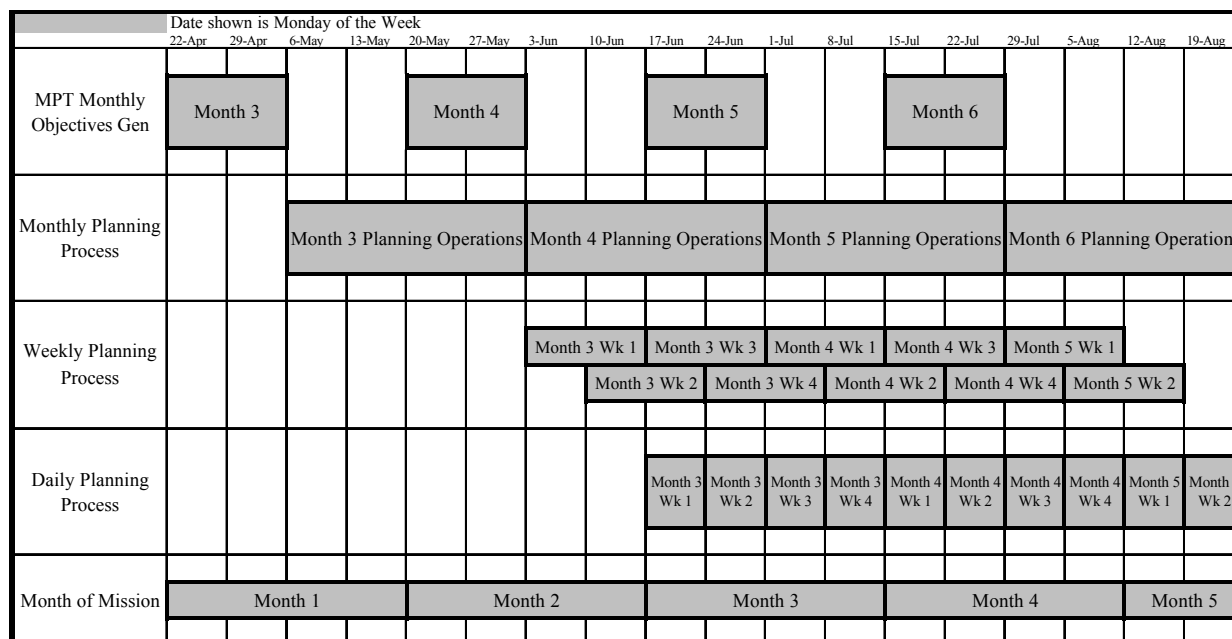 Date shown is Monday of the Week
22-Apr 29-Apr 6-May 13-May 20-May 27-May 3-Jun 10-Jun 17-Jun 24-Jun 1-Jul 8-Jul 15-Jul 22-Jul 29-Jul 5-Aug 12-Aug 19-Aug
MPT Monthly
Objectives Gen
Month 3 Month 4 Month 5 Month 6
Monthly Planning
Process
Month 3 Planning Operations Month 4 Planning Operations Month 5 Planning Operations Month 6 Planning Operation
Weekly Planning
Process
Month 3 Wk 1 Month 3 Wk 3 Month 4 Wk 1 Month 4 Wk 3 Month 5 Wk 1
Month 3 Wk 2 Month 3 Wk 4 Month 4 Wk 2 Month 4 Wk 4 Month 5 Wk 2
Daily Planning
Process
Month 3 Month 3 Month 3 Month 3 Month 4 Month 4 Month 4 Month 4 Month 5 Month
Wk 1 Wk 2 Wk 3 Wk 4 Wk 1 Wk 2 Wk 3 Wk 4 Wk 1 Wk 2
Month of Mission
Month 1 Month 2 Month 3 Month 4 Month 5